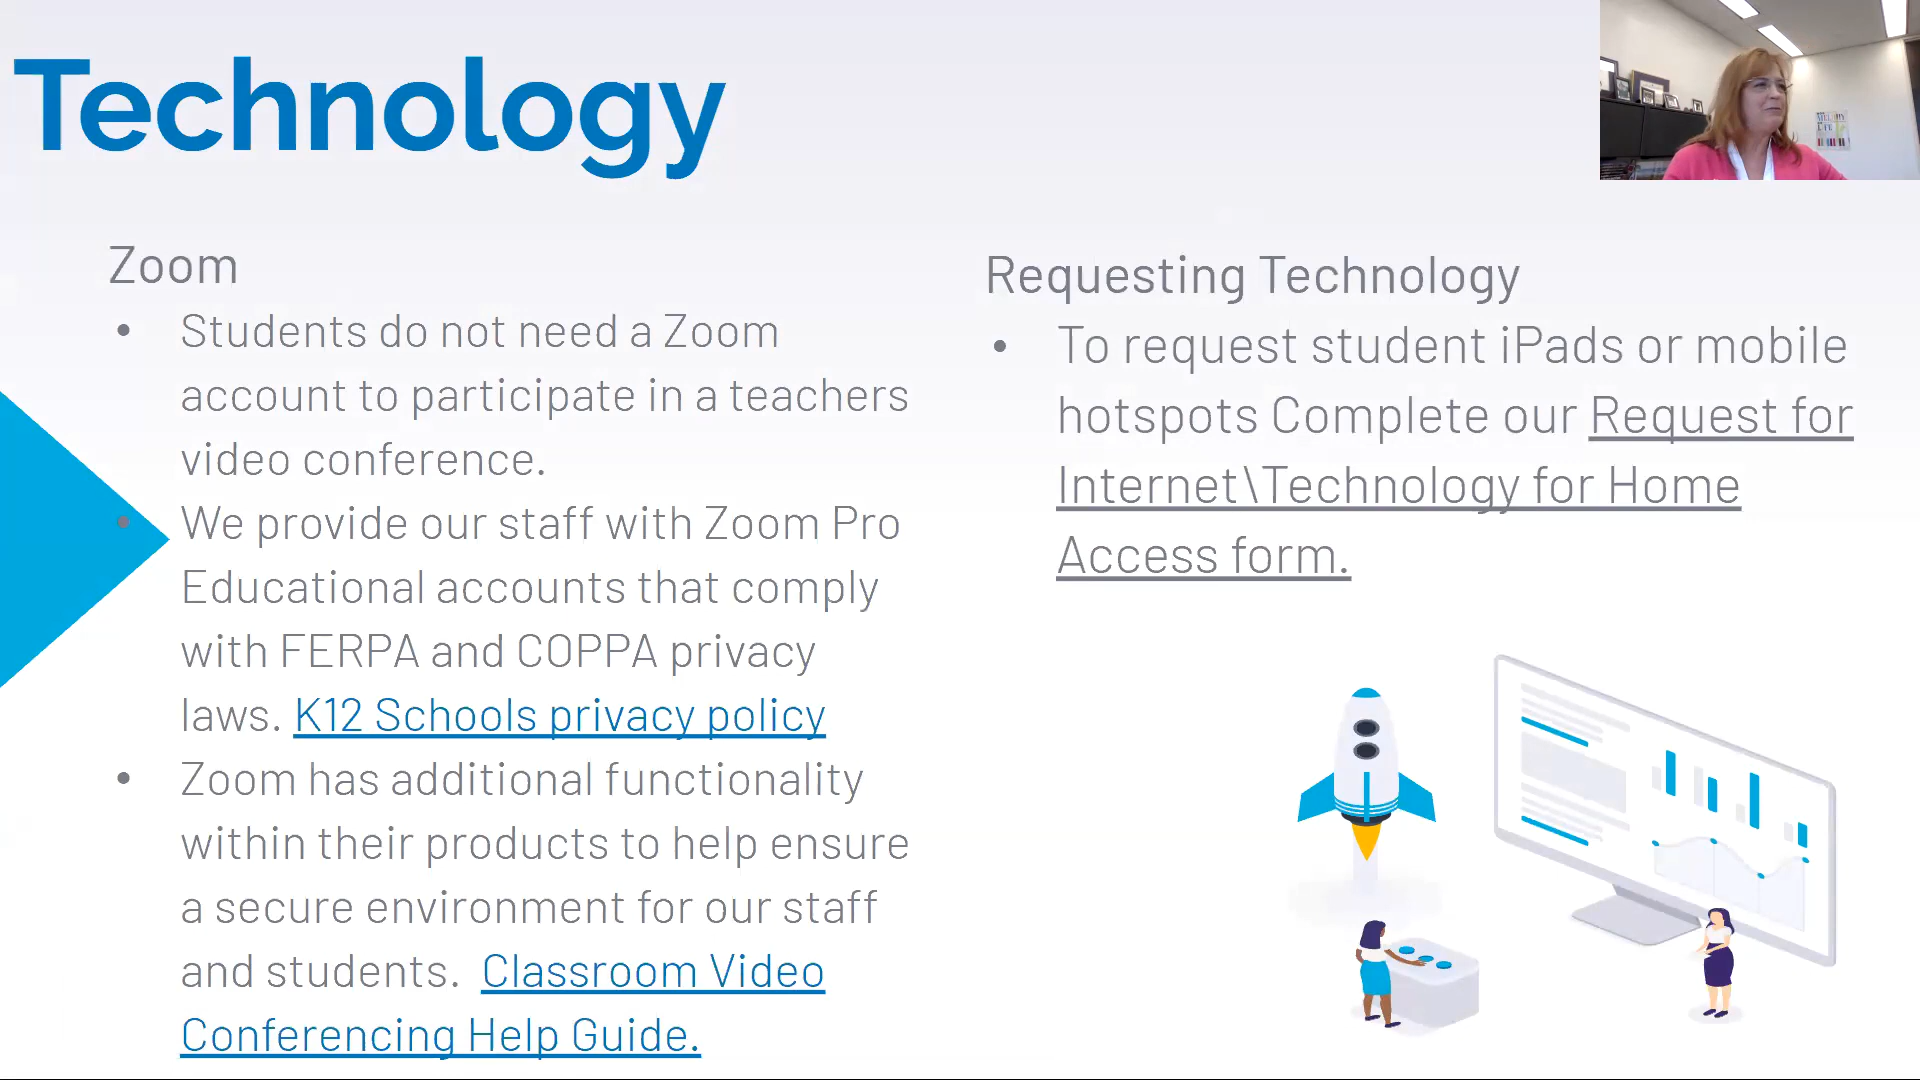 Technology
Zoom
• Students do not need a Zoom
account to participate in a teachers
video conference.
• We provide our staff with Zoom Pro
Educational accounts that comply
with FERPA and COPPA privacy
laws. K12 Schools privacy policy
• Zoom has additional functionality
within their products to help ensure
a secure environment for our staff
and students. Classroom Video
Conferencing Help Guide.
Requesting Technology
• To request student iPads or mobile
hotspots Complete our Request for
Internet\Technology for Home
Access form.